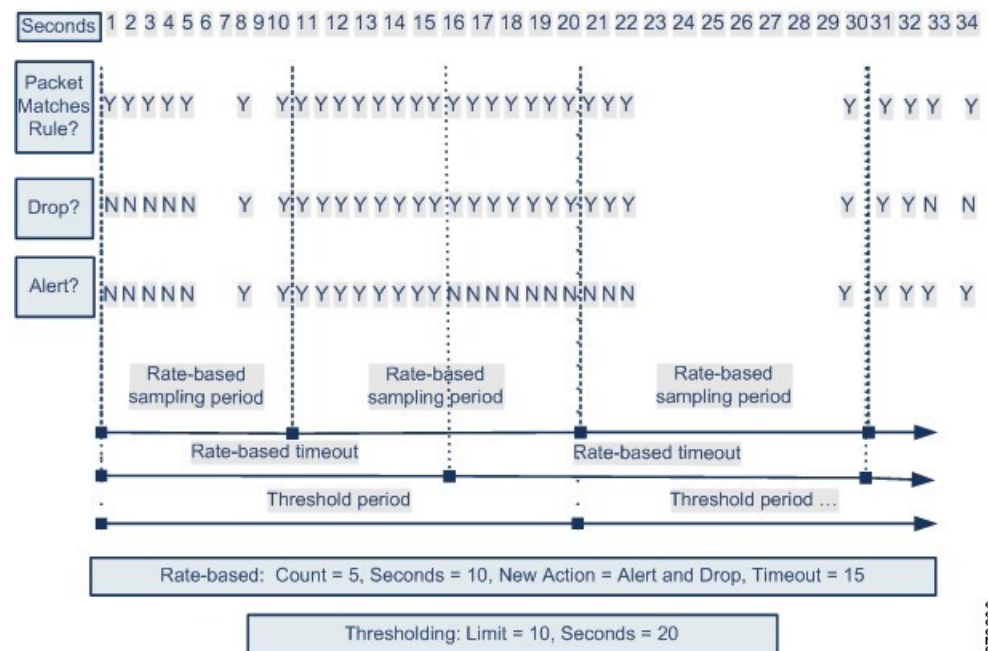 Seconds 1 2 3 4 5 6 7 8 9 10 11 12 13 14 15 16 17 18 19 20 21 22 23 24 25 26 27 28 29 30 31 32 33 34
Packet
Matches
Rule?
Y Y Y Y Y Y Y Y Y Y Y Y Y Y Y Y Y Y Y Y Y Y Y Y Y Y Y Y Y Y
Drop? N N N N N Y Y Y Y Y Y Y Y Y Y Y Y Y Y Y Y Y Y Y Y Y Y Y N N
Alert? N N N N N Y Y Y Y Y Y Y Y Y Y N N N N N N N N N N Y Y Y Y Y
Rate-based
sampling period
Rate-based
sampling period
Rate-based
sampling period
Rate-based timeout Rate-based timeout
Threshold period Threshold period ...
Rate-based: Count = 5, Seconds = 10, New Action = Alert and Drop, Timeout = 15
Thresholding: Limit = 10, Seconds = 20